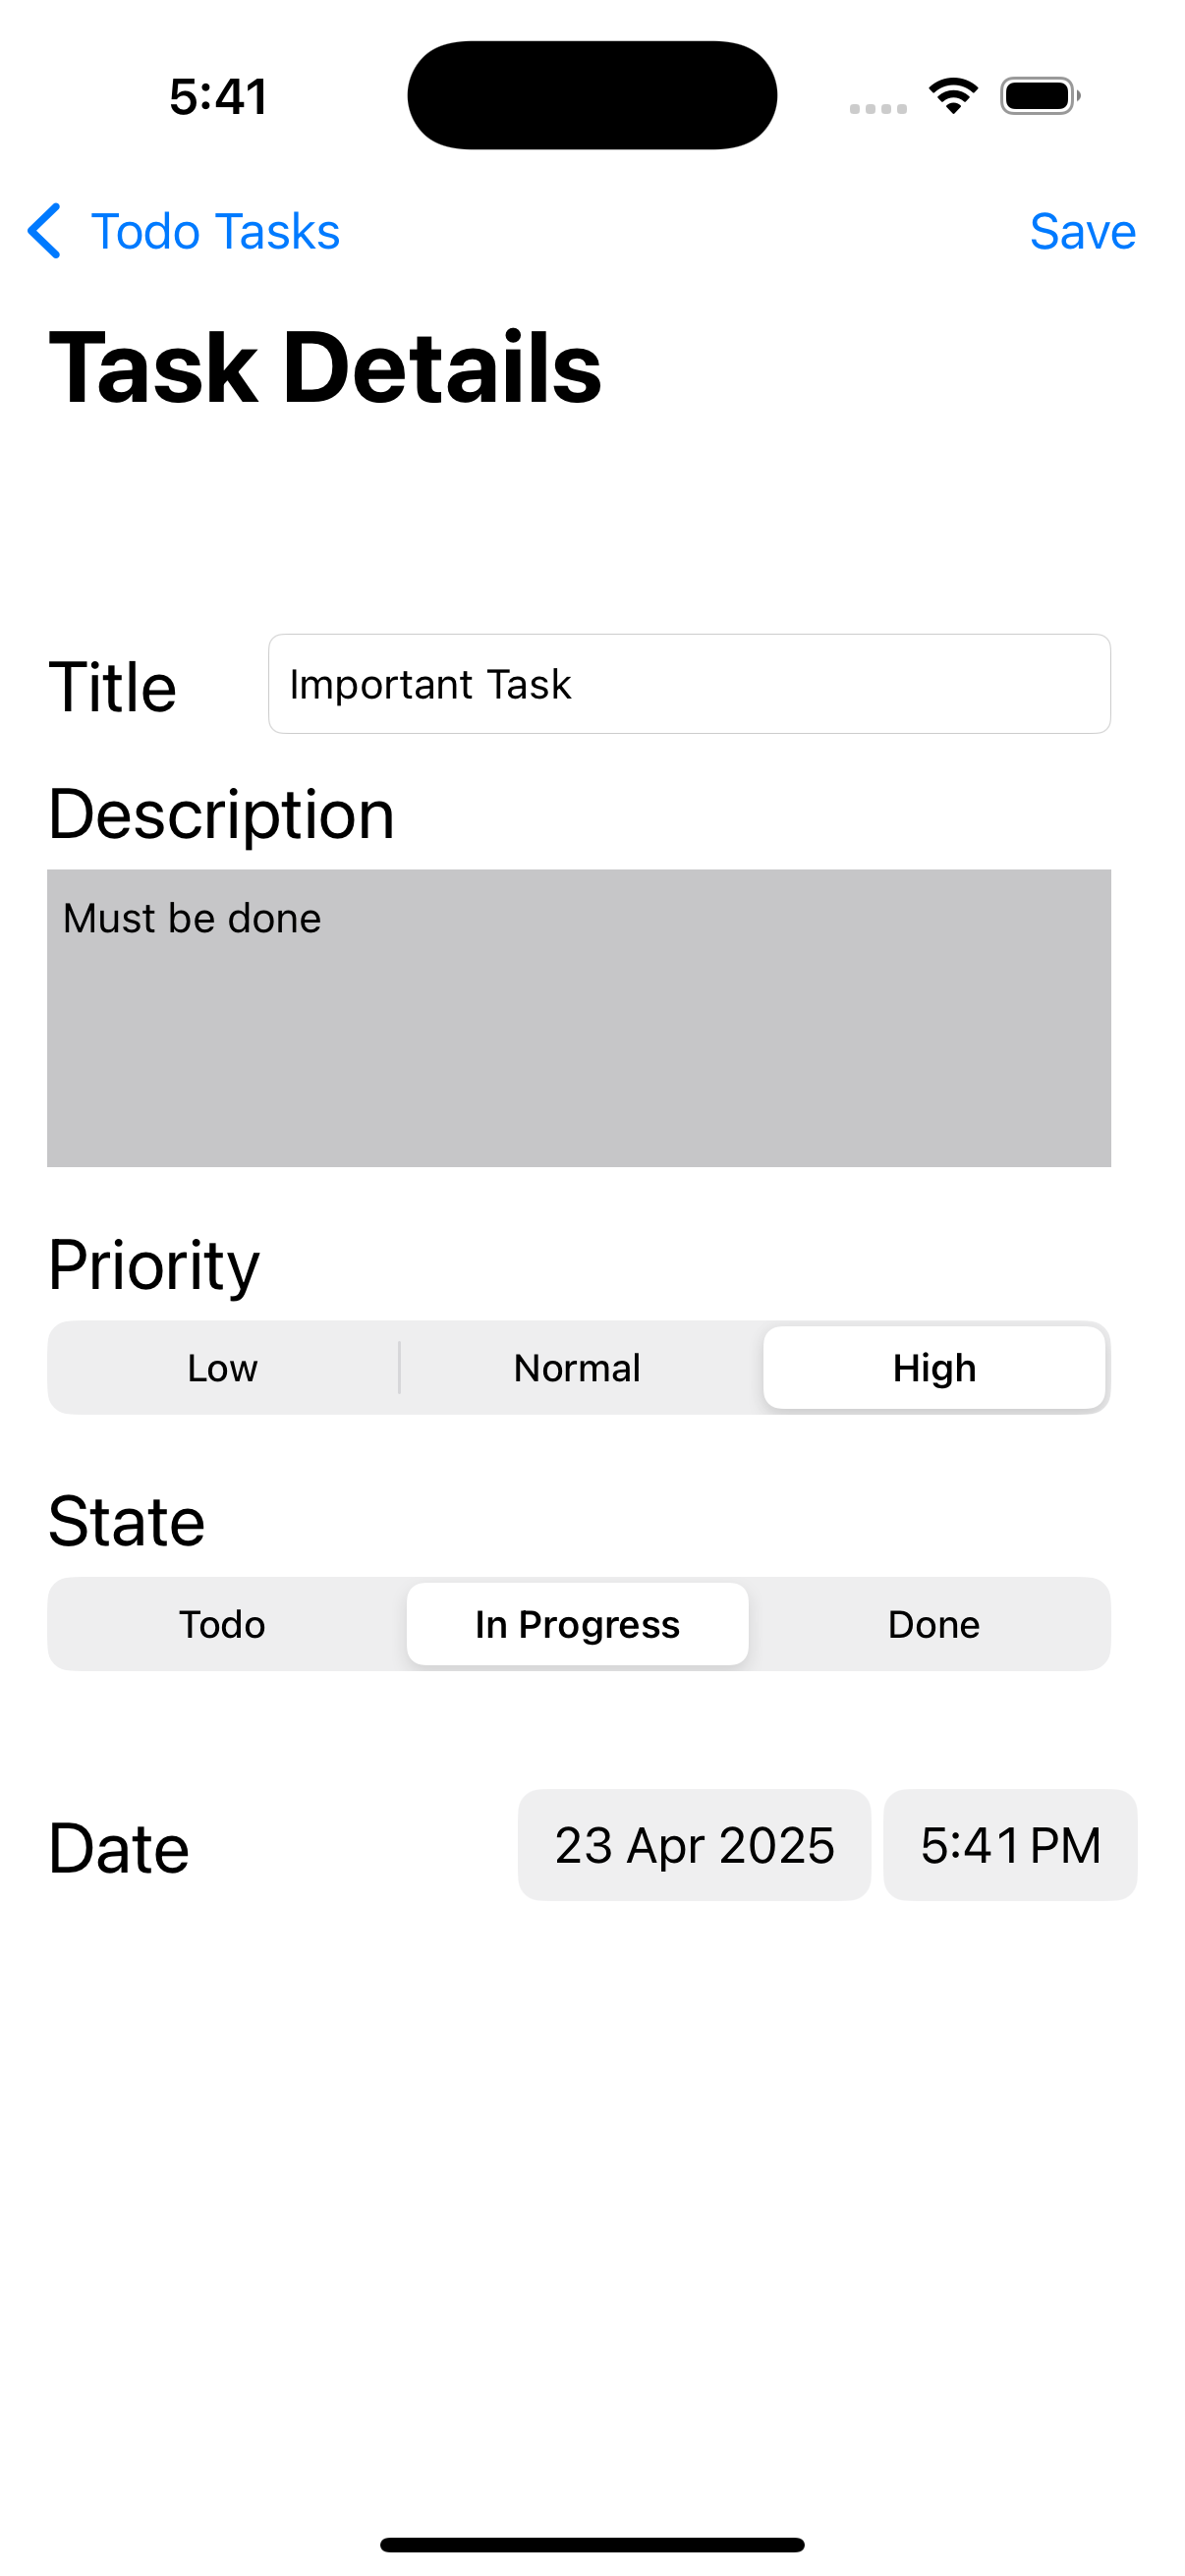 5:41
Todo Tasks Save
Task Details
Title Important Task
Description
Must be done
Priority
Low Normal High
State
Todo In Progress Done
Date 23 Apr 2025 5:41 PM